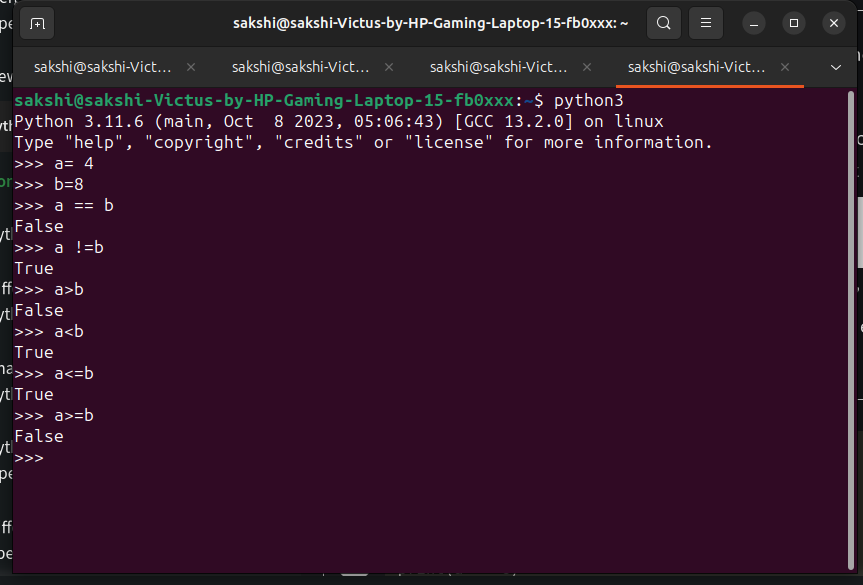 sakshi@sakshi-Victus-by-HP-Gaming-Laptop-15-fb0xxx: ~
sakshi@sakshi-Vict... sakshi@sakshi-Vict... sakshi@sakshi-Vict... sakshi@sakshi-Vict...
sakshi@sakshi-Victus-by-HP-Gaming-Laptop-15-fb0xxx:~$ python3
Python 3.11.6 (main, Oct  8 2023, 05:06:43) [GCC 13.2.0] on linux
Type "help", "copyright", "credits" or "license" for more information.
>>> a= 4
>>> b=8
>>> a == b
False
>>> a !=b
True
>>> a>b
False
>>> a<b
True
>>> a<=b
True
>>> a>=b
False
>>>